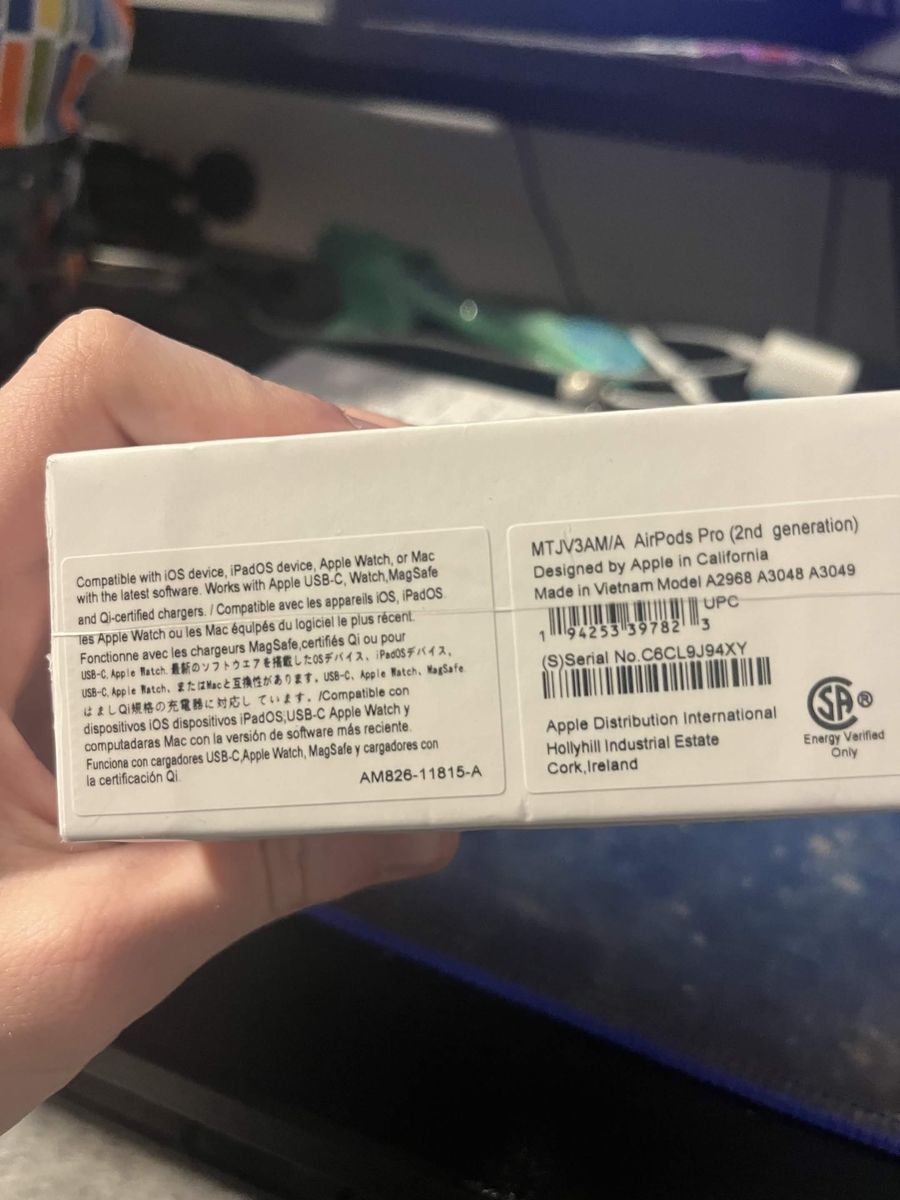 Compatible with iOS device, iPadOS device, Apple Watch, or Mac
with the latest software. Works with Apple USB-C, Watch,MagSafe
and Qi-certified chargers. / Compatible avec les appareils iOS, iPadOS
les Apple Watch ou les Mac équipés du logiciel le plus récent.
Fonctionne avec les chargeurs MagSafe,certifiés Qi ou pour
USB-C, Apple Watch. 最新のソフトウエアを搭載したOSデバイス、iPadOSデバイス、
USB-C, Apple Watch、またはMacと互換性があります。USB-C、Apple Watch、MagSafe
はましQi規格の充電器に対応し ています。/Compatible con
dispositivos iOS dispositivos iPadOS,USB-C Apple Watch y
computadaras Mac con la versión de software más reciente.
Funciona con cargadores USB-C,Apple Watch, MagSafe y cargadores con
la certificación Qi.
AM826-11815-A
MTJV3AM/A AirPods Pro (2nd generation)
Designed by Apple in California
Made in Vietnam Model A2968 A3048 A3049
UPC
1 94253 39782 3
(S)Serial No.C6CL9J94XY
Apple Distribution International
Hollyhill Industrial Estate
Cork,Ireland
SA ®
Energy Verified
Only